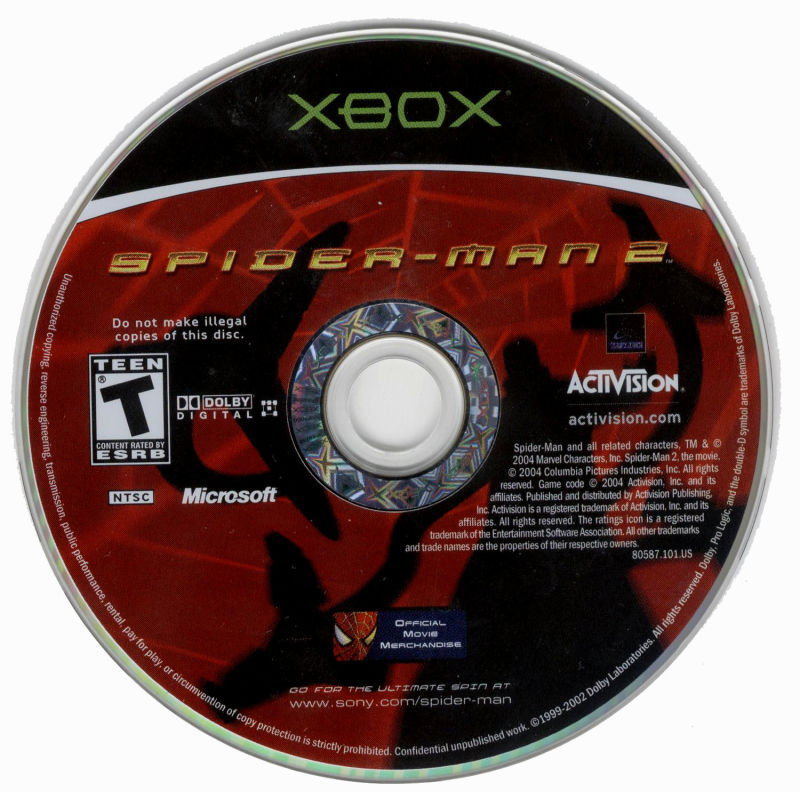 XBOX®
SPIDER-MAN 2™
Do not make illegal
copies of this disc.
TEEN
®
T
CONTENT RATED BY
ESRB
DOLBY
DIGITAL
NTSC
Microsoft
ACTIVISION®
activision.com
Spider-Man and all related characters, TM & ©
2004 Marvel Characters, Inc. Spider-Man 2, the movie.
© 2004 Columbia Pictures Industries, Inc. All rights
reserved. Game code © 2004 Activision, Inc. and its
affiliates. Published and distributed by Activision Publishing,
Inc. Activision is a registered trademark of Activision, Inc. and its
affiliates. All rights reserved. The ratings icon is a registered
trademark of the Entertainment Software Association. All other trademarks
and trade names are the properties of their respective owners.
80587.101.US
OFFICIAL
MOVIE
MERCHANDISE
GO FOR THE ULTIMATE SPIN AT
www.sony.com/spider-man
Unauthorized copying, reverse engineering, transmission, public performance, rental, pay for play, or circumvention of copy protection is strictly prohibited. Confidential unpublished work. ©1999-2002 Dolby Laboratories. All rights reserved. Dolby, Pro Logic, and the double-D symbol are trademarks of Dolby Laboratories.